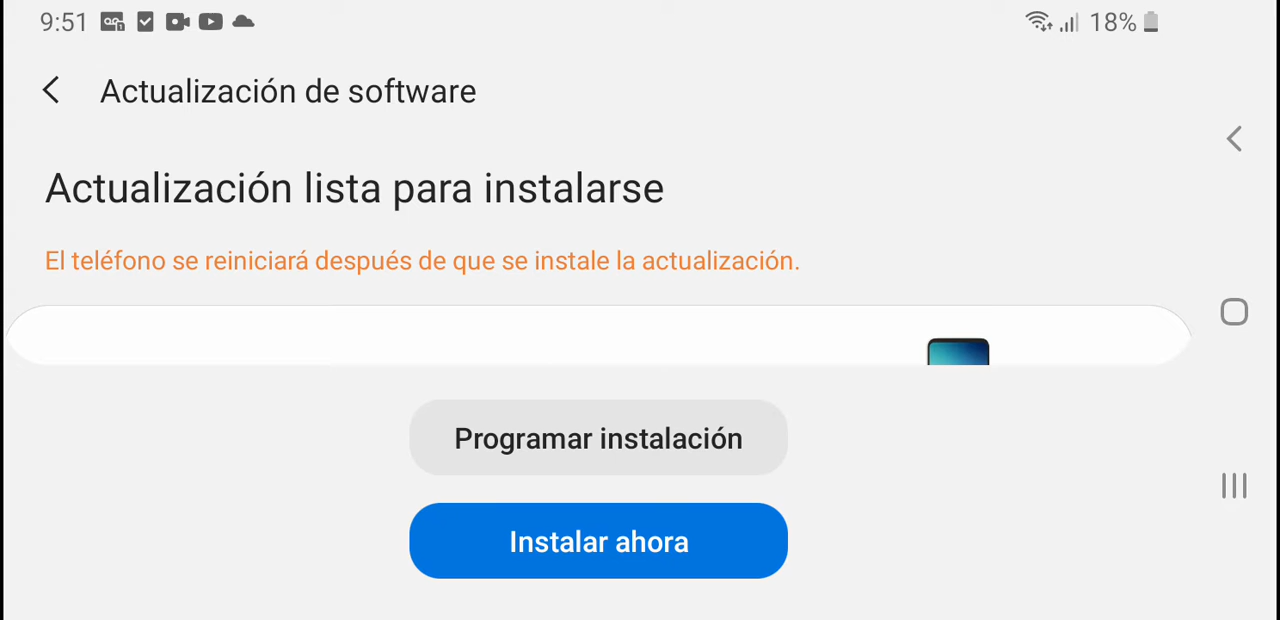 9:51
18%
Actualización de software
Actualización lista para instalarse
El teléfono se reiniciará después de que se instale la actualización.
Programar instalación
Instalar ahora